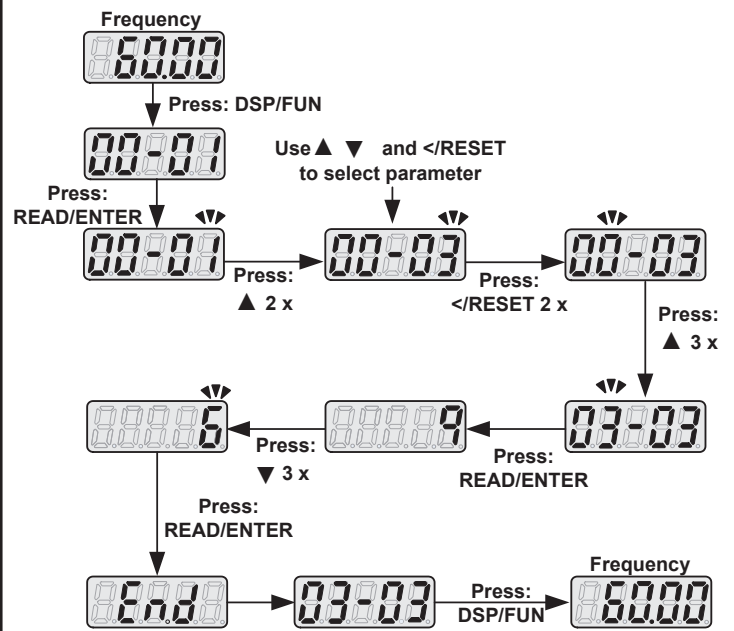 Frequency
60.00
Press: DSP/FUN
00-01
Use ▲ ▼ and </RESET
to select parameter
Press:
READ/ENTER
00-01
Press:
▲ 2 x
00-03
Press:
</RESET 2 x
00-03
Press:
▲ 3 x
03-03
Press:
READ/ENTER
9
Press:
▼ 3 x
6
Press:
READ/ENTER
End
03-03
Press:
DSP/FUN
Frequency
60.00